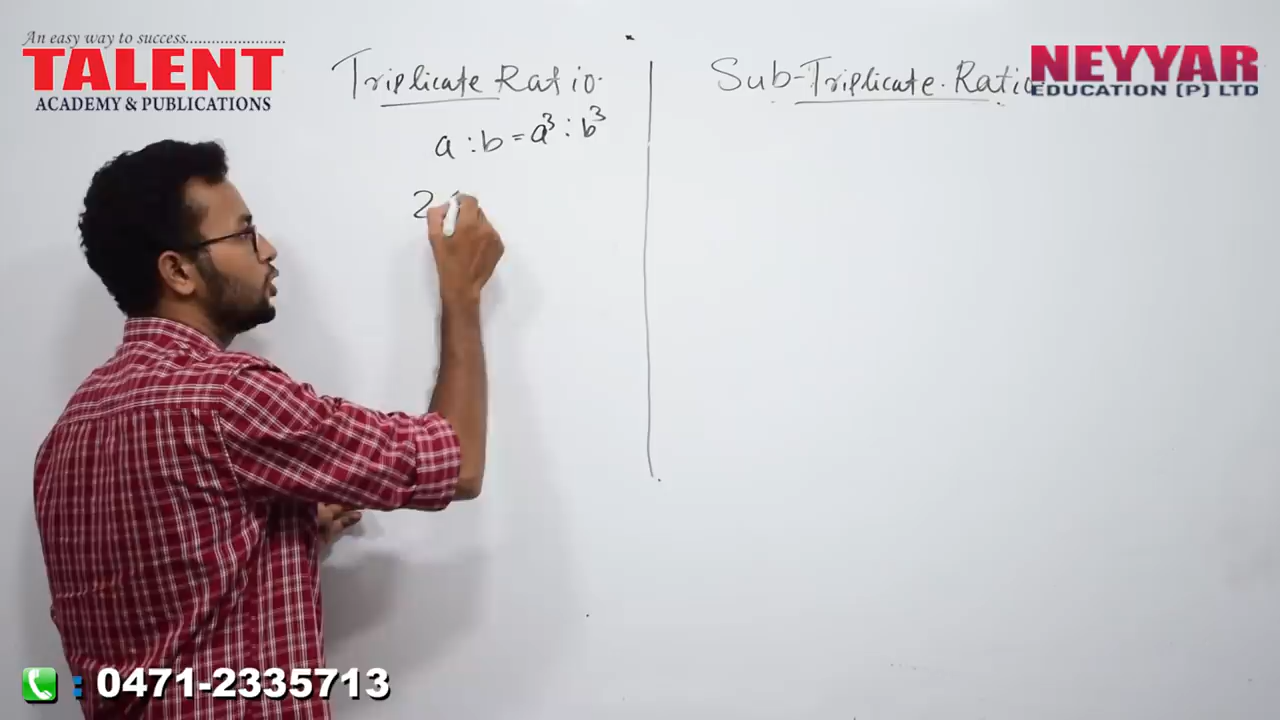 An easy way to success......................
TALENT
ACADEMY & PUBLICATIONS
NEYYAR
EDUCATION (P) LTD
Triplicate Ratio.
a : b = a³ : b³
2
Sub-Triplicate. Ratio
: 0471-2335713